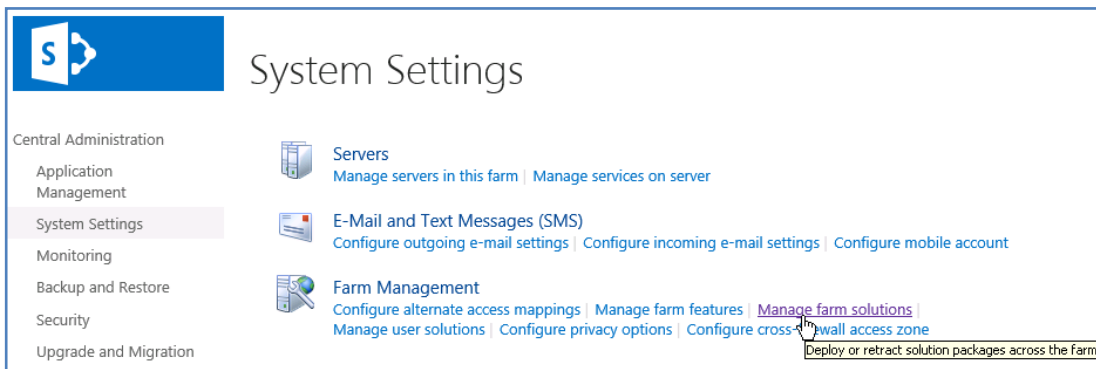 S
System Settings
Central Administration
Application
Management
System Settings
Monitoring
Backup and Restore
Security
Upgrade and Migration
Servers
Manage servers in this farm | Manage services on server
E-Mail and Text Messages (SMS)
Configure outgoing e-mail settings | Configure incoming e-mail settings | Configure mobile account
Farm Management
Configure alternate access mappings | Manage farm features | Manage farm solutions |
Manage user solutions | Configure privacy options | Configure cross-firewall access zone
Deploy or retract solution packages across the farm